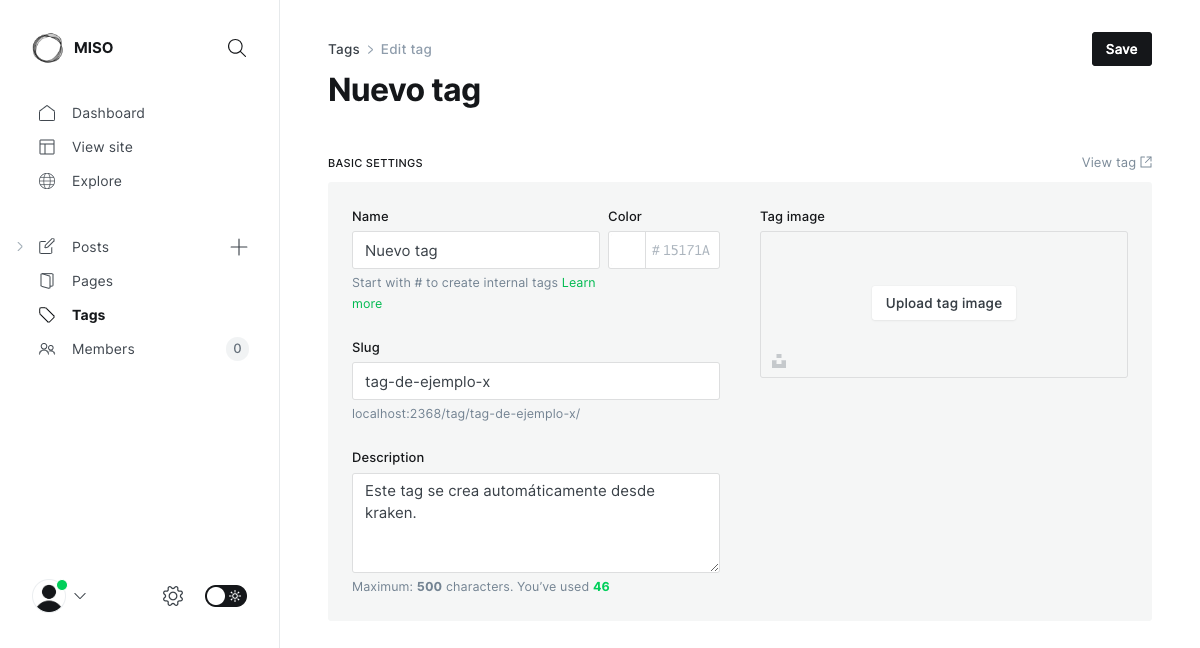 MISO
Dashboard
View site
Explore
Posts
Pages
Tags
Members
0
Tags > Edit tag
Save
Nuevo tag
BASIC SETTINGS
View tag
Name
Nuevo tag
Start with # to create internal tags Learn
more
Color
# 15171A
Slug
tag-de-ejemplo-x
localhost:2368/tag/tag-de-ejemplo-x/
Description
Este tag se crea automáticamente desde
kraken.
Maximum: 500 characters. You’ve used 46
Tag image
Upload tag image